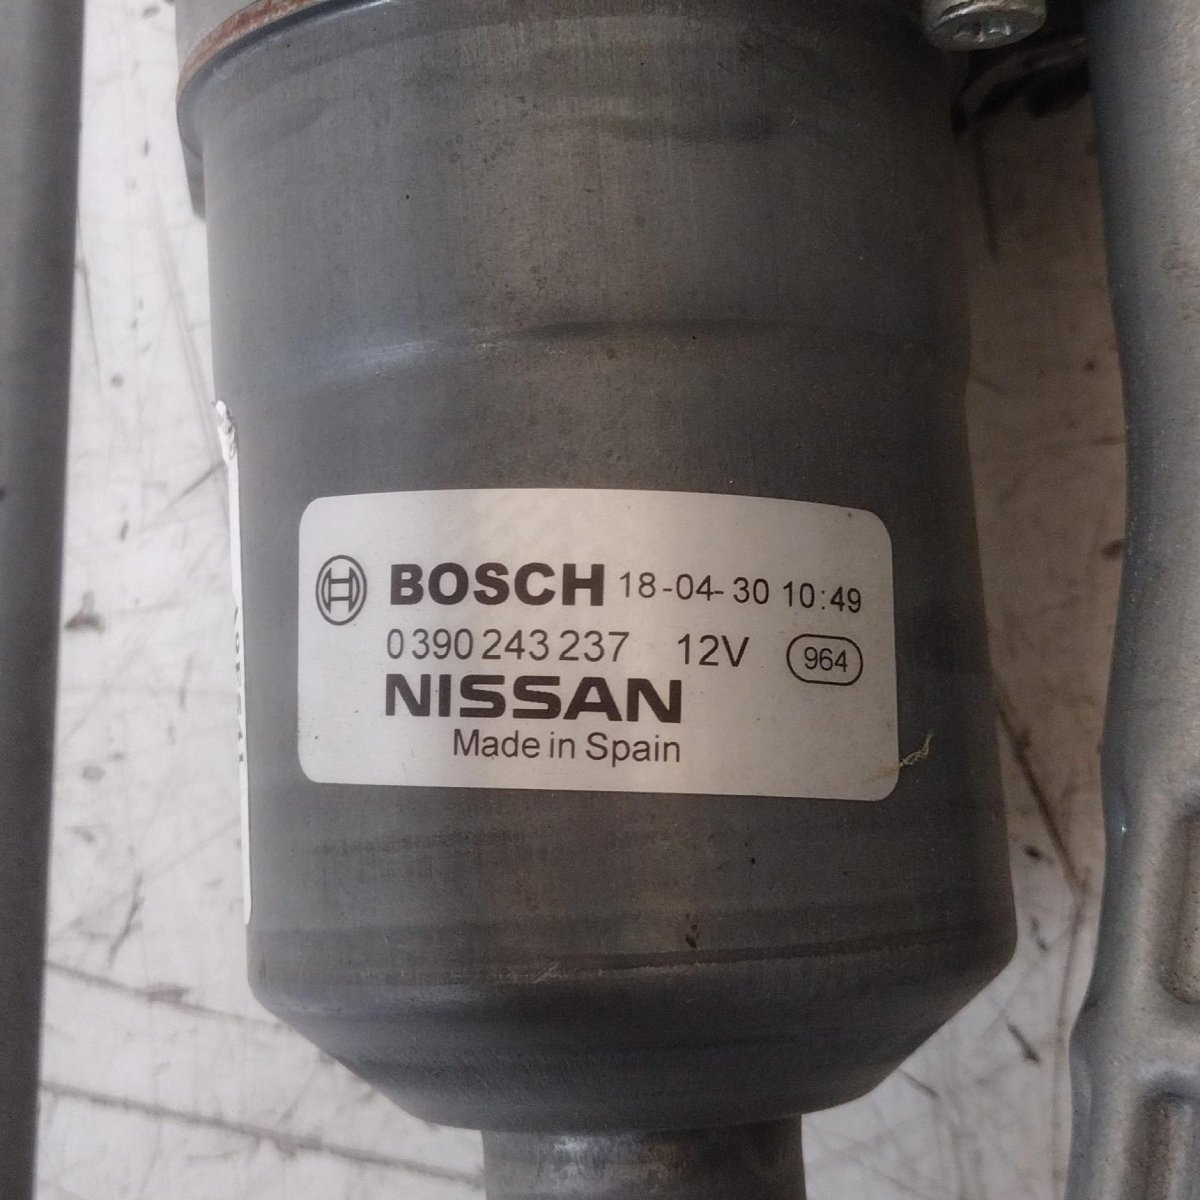 BOSCH 18-04-30 10:49
0 390 243 237 12V 964
NISSAN
Made in Spain